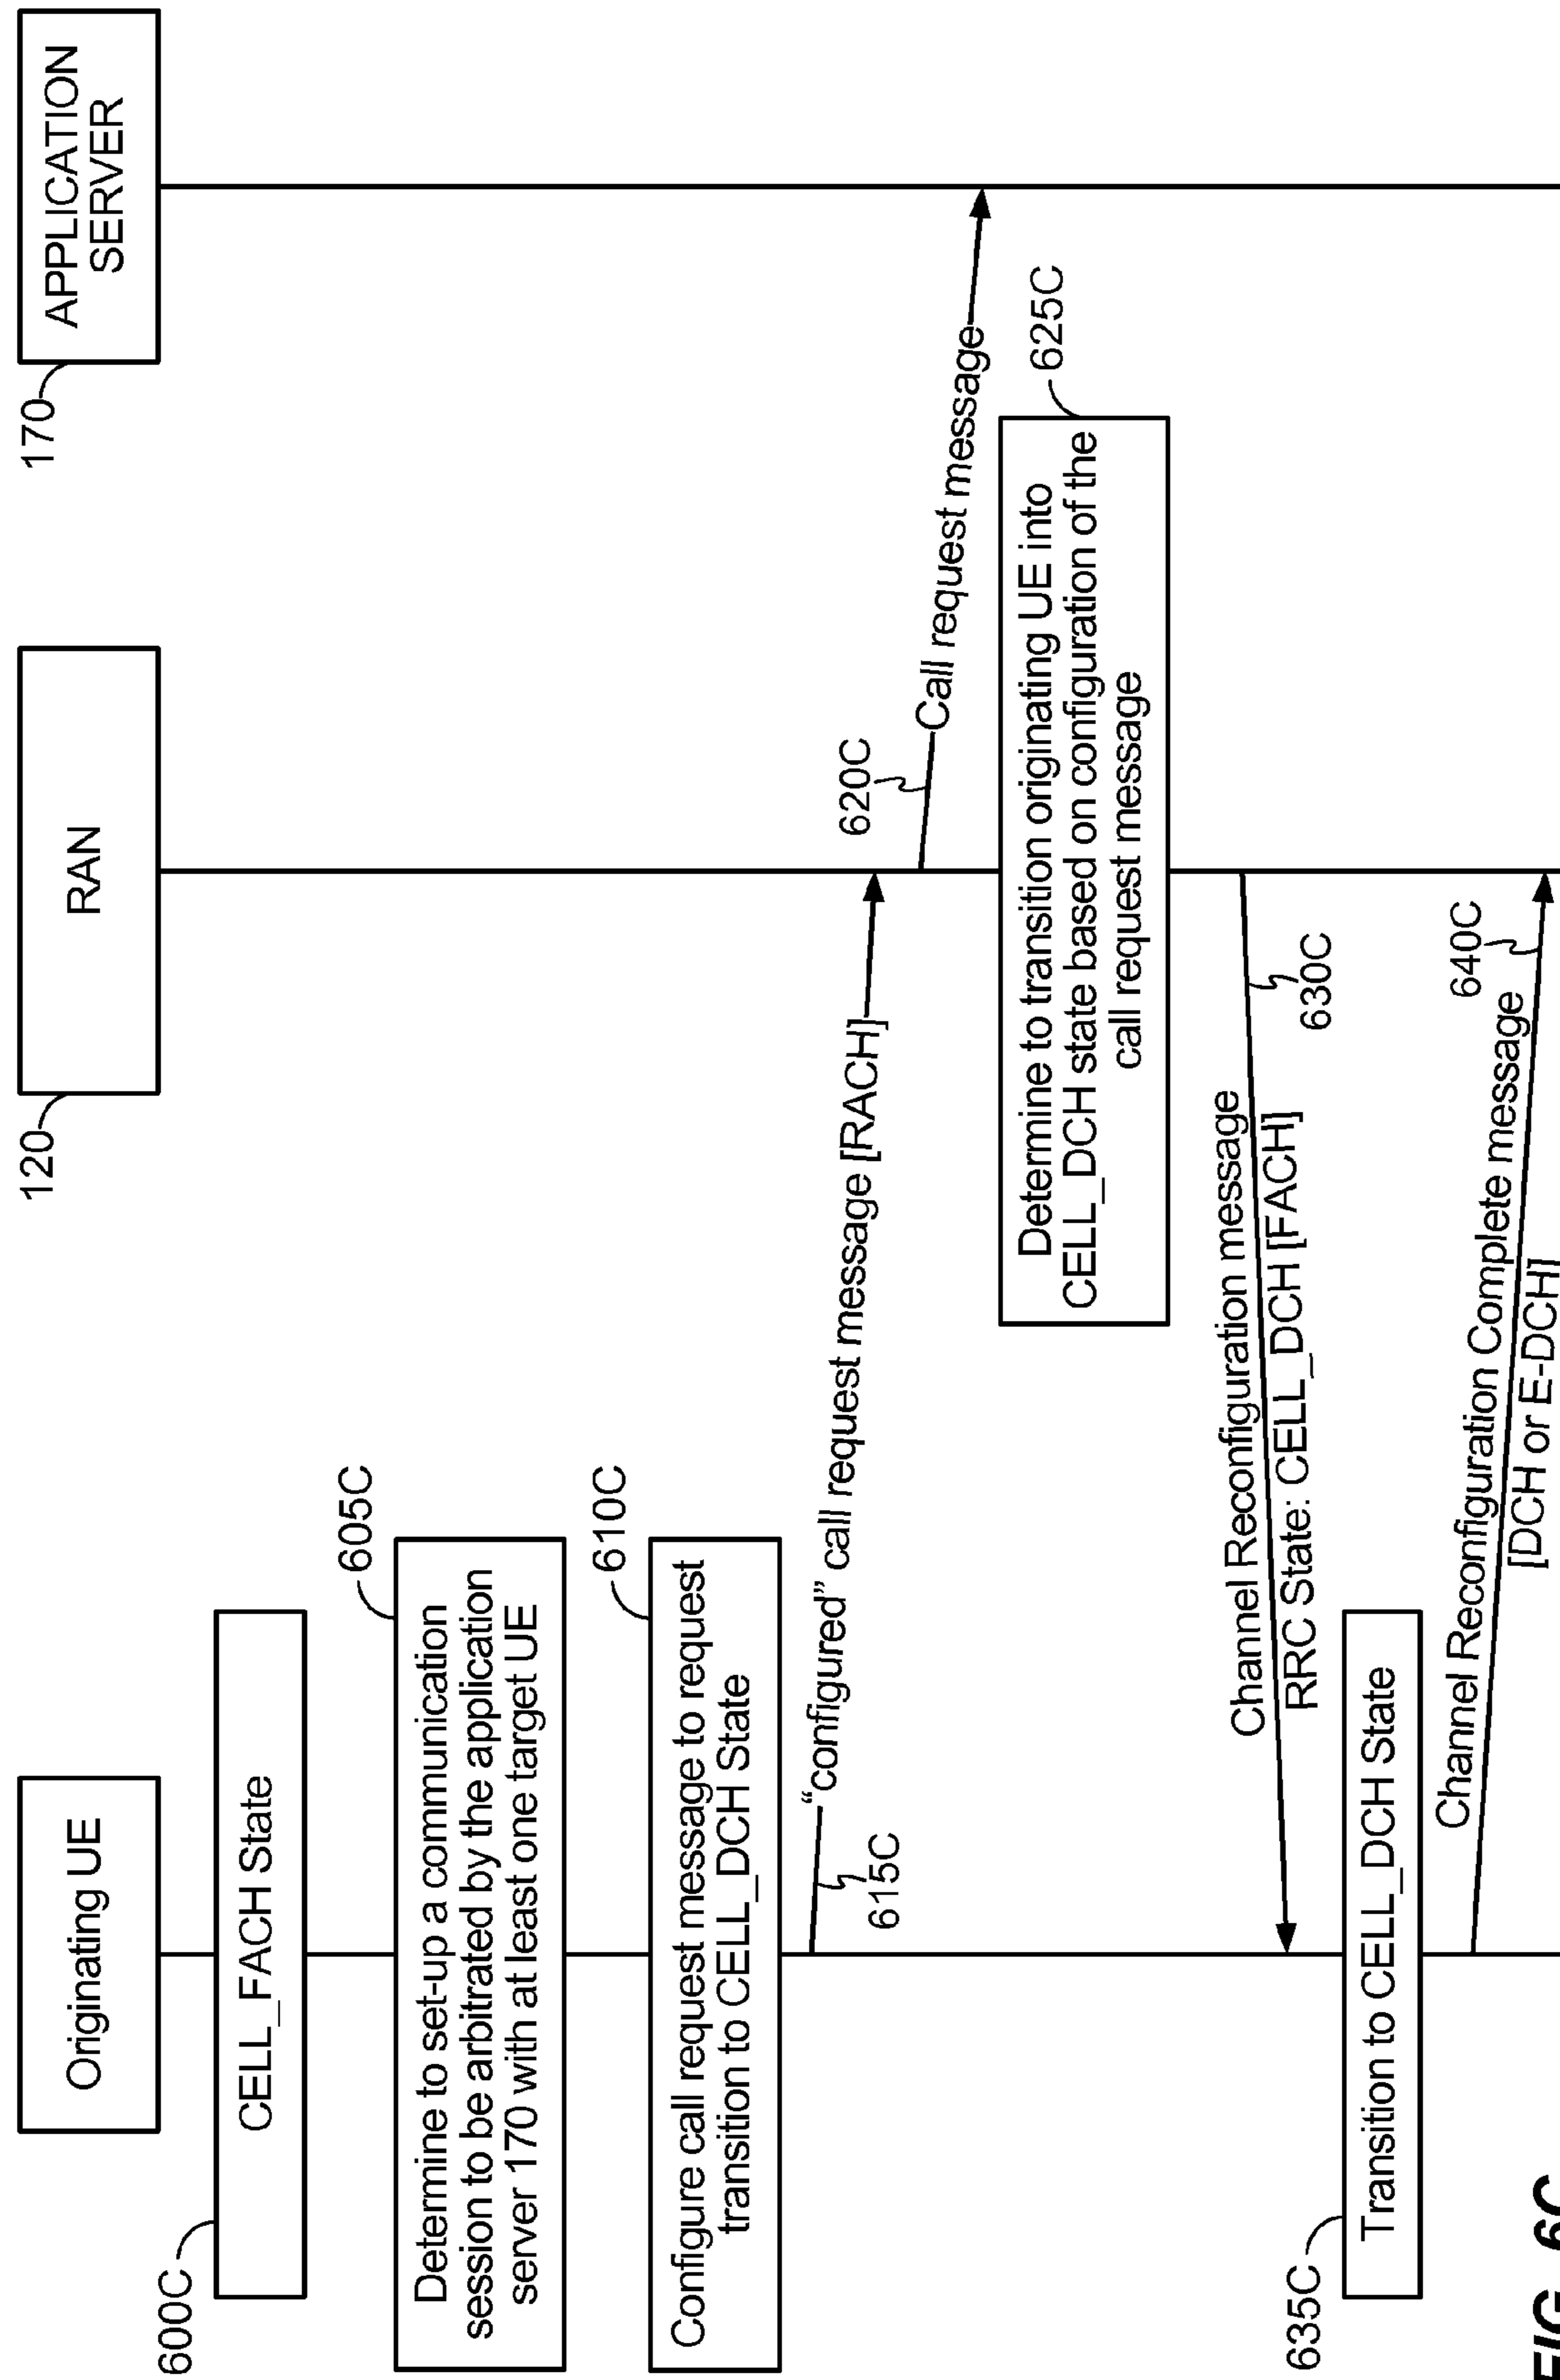 Originating UE
120
RAN
170
APPLICATION
SERVER
600C
CELL_FACH State
605C
Determine to set-up a communication
session to be arbitrated by the application
server 170 with at least one target UE
610C
Configure call request message to request
transition to CELL_DCH State
615C
“configured” call request message [RACH]
620C
Call request message
625C
Determine to transition originating UE into
CELL_DCH state based on configuration of the
call request message
Channel Reconfiguration message
RRC State: CELL_DCH [FACH]
630C
635C
Transition to CELL_DCH State
Channel Reconfiguration Complete message
[DCH or E-DCH]
640C
FIG. 6C